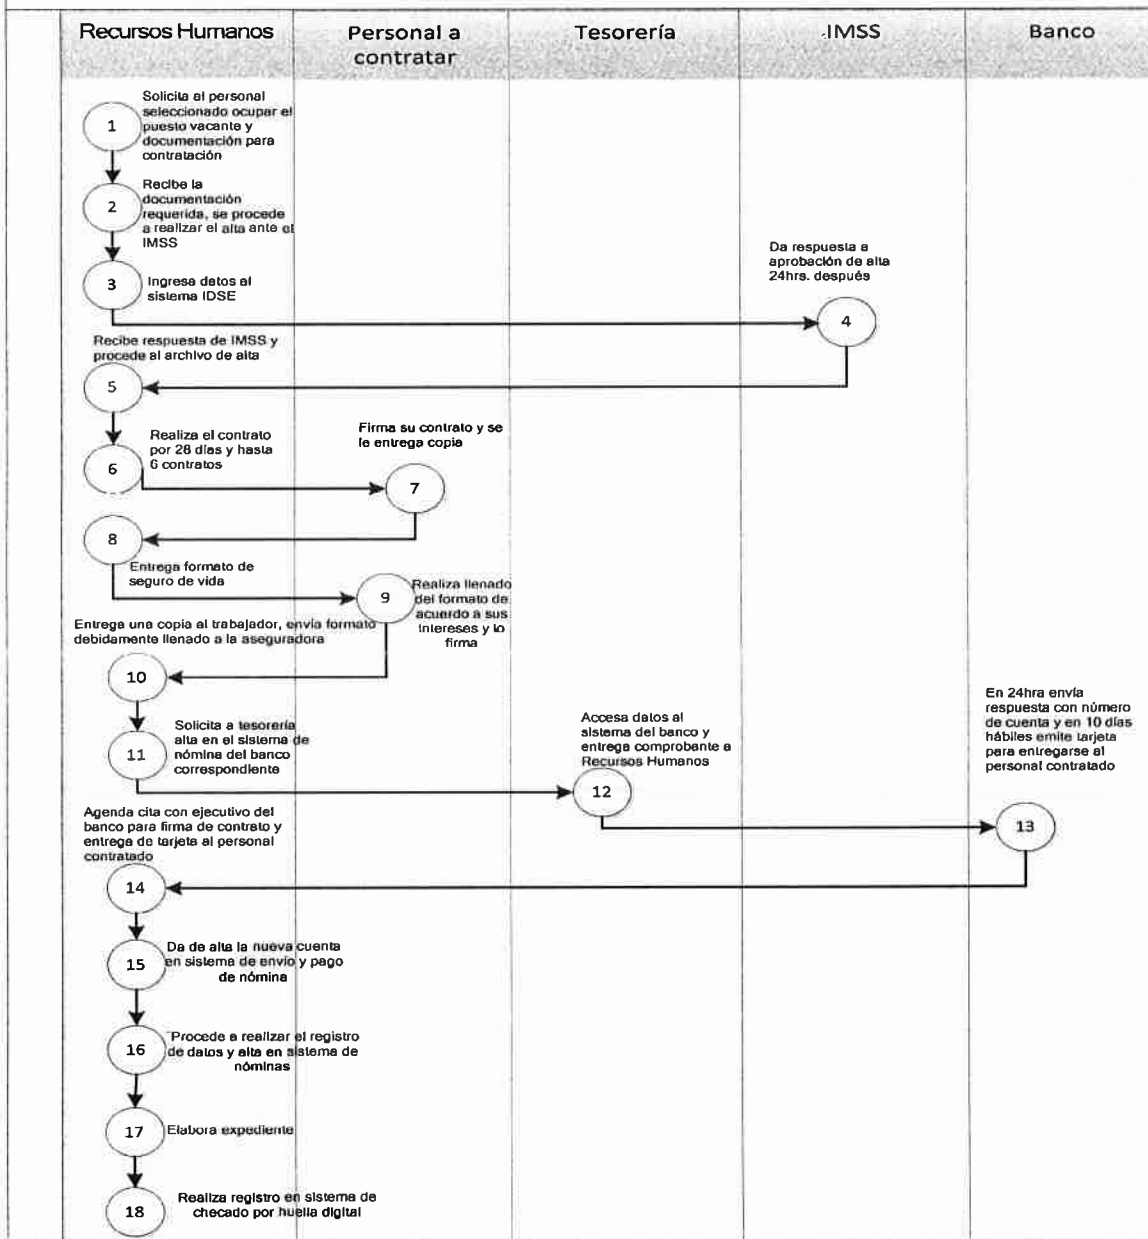 Recursos Humanos
Personal a
contratar
Tesorería
.IMSS
Banco
Solicita al personal
seleccionado ocupar el
puesto vacante y
documentación para
contratación
1
Recibe la
documentación
requerida, se procede
a realizar el alta ante el
IMSS
2
Ingresa datos al
sistema IDSE
3
Da respuesta a
aprobación de alta
24hrs. después
4
Recibe respuesta de IMSS y
procede al archivo de alta
5
Realiza el contrato
por 28 días y hasta
6 contratos
6
Firma su contrato y se
le entrega copia
7
8
Entrega formato de
seguro de vida
9
Realiza llenado
del formato de
acuerdo a sus
intereses y lo
firma
Entrega una copia al trabajador, envía formato
debidamente llenado a la aseguradora
10
Solicita a tesorería
alta en el sistema de
nómina del banco
correspondiente
11
Accesa datos al
sistema del banco y
entrega comprobante a
Recursos Humanos
12
En 24hra envía
respuesta con número
de cuenta y en 10 días
hábiles emite tarjeta
para entregarse al
personal contratado
13
Agenda cita con ejecutivo del
banco para firma de contrato y
entrega de tarjeta al personal
contratado
14
Da de alta la nueva cuenta
en sistema de envío y pago
de nómina
15
Procede a realizar el registro
de datos y alta en sistema de
nóminas
16
17
Elabora expediente
Realiza registro en sistema de
checado por huella digital
18